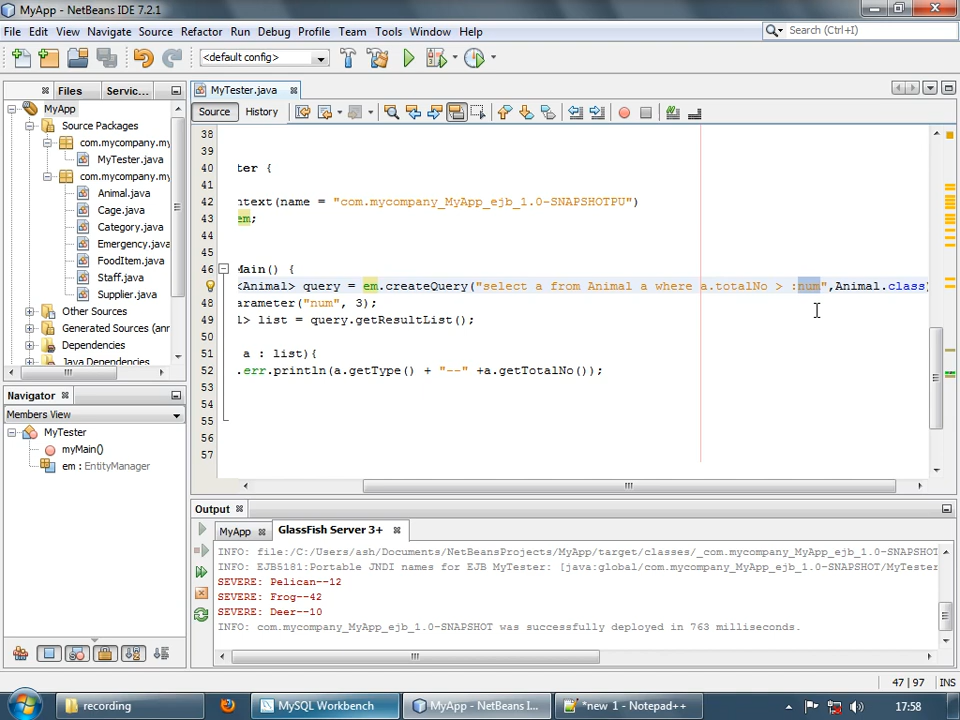 MyApp - NetBeans IDE 7.2.1
File Edit View Navigate Source Refactor Run Debug Profile Team Tools Window Help
Search (Ctrl+I)
<default config>
Files Servic...
MyTester.java
MyApp
Source Packages
com.mycompany.my
MyTester.java
com.mycompany.my
Animal.java
Cage.java
Category.java
Emergency.java
FoodItem.java
Staff.java
Supplier.java
Other Sources
Generated Sources (ann
Dependencies
Java Dependencies
Source History
38
39
40 ter {
41
42 ntext(name = "com.mycompany_MyApp_ejb_1.0-SNAPSHOTPU")
43 em;
44
45
46 Main() {
<Animal> query = em.createQuery("select a from Animal a where a.totalNo > :num",Animal.class)
48 arameter("num", 3);
49 l> list = query.getResultList();
50
51 a : list){
52 .err.println(a.getType() + "--" +a.getTotalNo());
53
54
55
56
57
Navigator
Members View
MyTester
myMain()
em : EntityManager
Output
MyApp GlassFish Server 3+
INFO: file:/C:/Users/ash/Documents/NetBeansProjects/MyApp/target/classes/_com.mycompany_MyApp_ejb_1.0-SNAPSHOT
INFO: EJB5181:Portable JNDI names for EJB MyTester: [java:global/com.mycompany_MyApp_ejb_1.0-SNAPSHOT/MyTester
SEVERE: Pelican--12
SEVERE: Frog--42
SEVERE: Deer--10
INFO: com.mycompany_MyApp_ejb_1.0-SNAPSHOT was successfully deployed in 763 milliseconds.
47 | 97 INS
recording
MySQL Workbench
MyApp - NetBeans I...
*new 1 - Notepad++
17:58